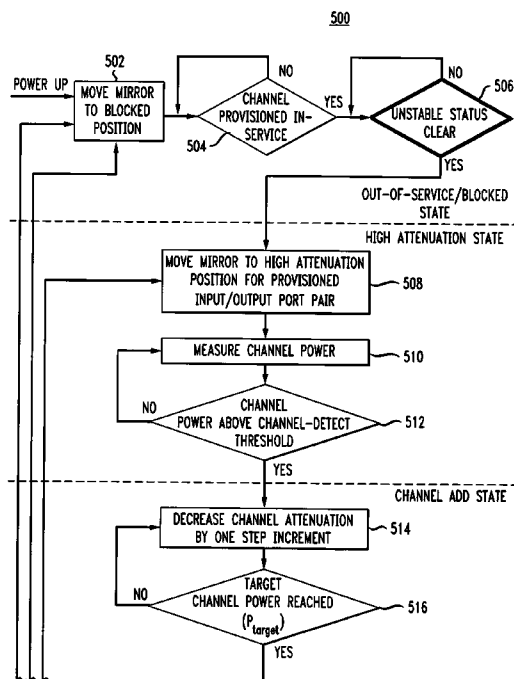 500
502
POWER UP
MOVE MIRROR
TO BLOCKED
POSITION
NO
CHANNEL
PROVISIONED IN-
SERVICE
504
YES
NO
506
UNSTABLE STATUS
CLEAR
YES
OUT-OF-SERVICE/BLOCKED
STATE
HIGH ATTENUATION STATE
MOVE MIRROR TO HIGH ATTENUATION
POSITION FOR PROVISIONED
INPUT/OUTPUT PORT PAIR
508
MEASURE CHANNEL POWER
510
NO
CHANNEL
POWER ABOVE CHANNEL-DETECT
THRESHOLD
512
YES
CHANNEL ADD STATE
DECREASE CHANNEL ATTENUATION
BY ONE STEP INCREMENT
514
NO
TARGET
CHANNEL POWER REACHED
(Ptarget)
516
YES